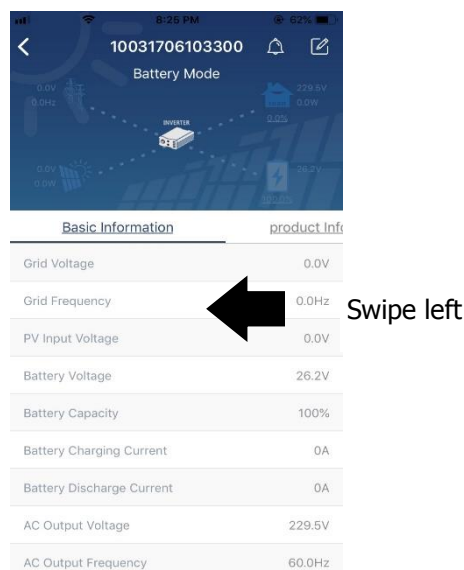 8:25 PM
62%
10031706103300
Battery Mode
0.0V
0.0Hz
229.5V
0.0W
INVERTER
0.0%
0.0V
0.0W
26.2V
100.0%
Basic Information
product Info
Grid Voltage 0.0V
Grid Frequency 0.0Hz
Swipe left
PV Input Voltage 0.0V
Battery Voltage 26.2V
Battery Capacity 100%
Battery Charging Current 0A
Battery Discharge Current 0A
AC Output Voltage 229.5V
AC Output Frequency 60.0Hz